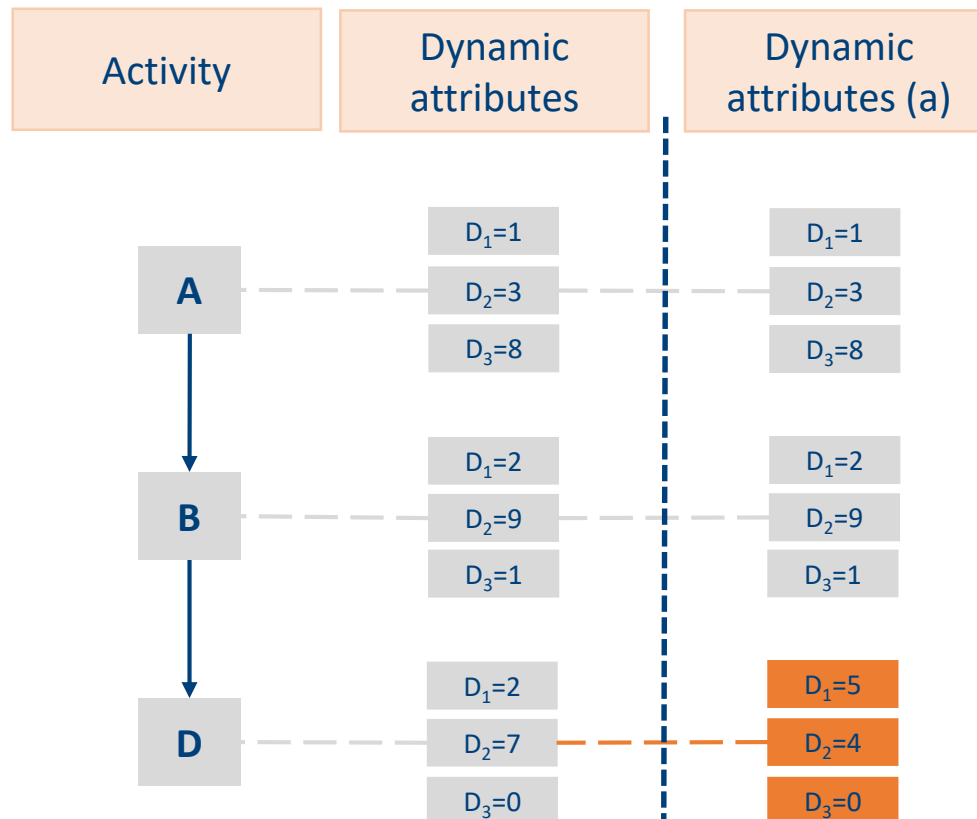 Activity
Dynamic
attributes
Dynamic
attributes (a)
A
D₁=1
D₂=3
D₃=8
D₁=1
D₂=3
D₃=8
B
D₁=2
D₂=9
D₃=1
D₁=2
D₂=9
D₃=1
D
D₁=2
D₂=7
D₃=0
D₁=5
D₂=4
D₃=0